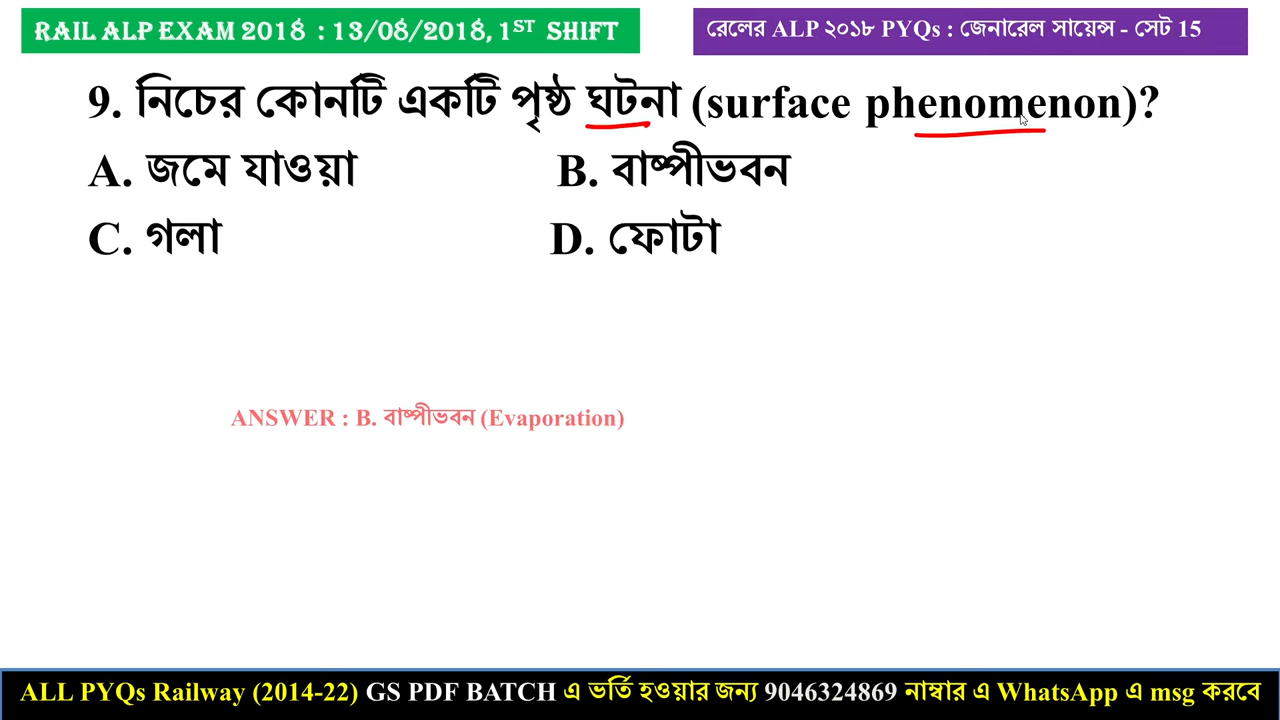 RAIL ALP EXAM 2018 : 13/08/2018, 1ST SHIFT
রেলের ALP ২০১৮ PYQs : জেনারেল সায়েন্স - সেট 15
9. নিচের কোনটি একটি পৃষ্ঠ ঘটনা (surface phenomenon)?
A. জমে যাওয়া B. বাষ্পীভবন
C. গলা D. ফোটা
ANSWER : B. বাষ্পীভবন (Evaporation)
ALL PYQs Railway (2014-22) GS PDF BATCH এ ভর্তি হওয়ার জন্য 9046324869 নাম্বার এ WhatsApp এ msg করবে